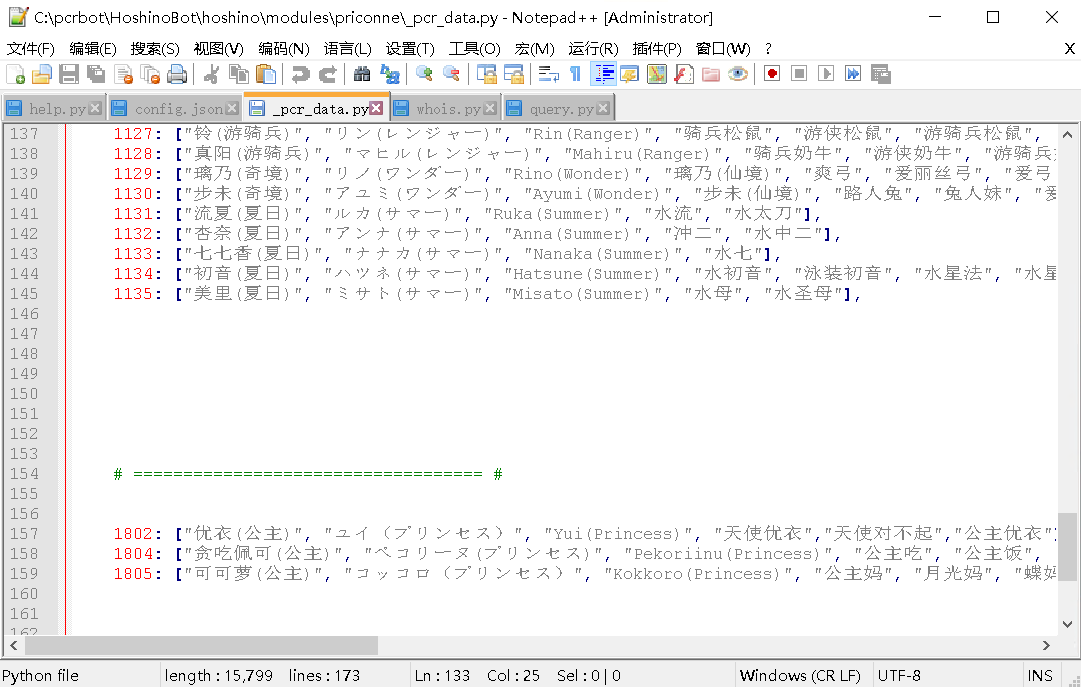 C:\pcrbot\HoshinoBot\hoshino\modules\priconne\_pcr_data.py - Notepad++ [Administrator]
文件(F) 编辑(E) 搜索(S) 视图(V) 编码(N) 语言(L) 设置(T) 工具(O) 宏(M) 运行(R) 插件(P) 窗口(W) ? X
help.py config.json _pcr_data.py whois.py query.py
137 1127: ["铃(游骑兵)", "リン(レンジャー)", "Rin(Ranger)", "骑兵松鼠", "游侠松鼠", "游骑兵松鼠",
138 1128: ["真阳(游骑兵)", "マヒル(レンジャー)", "Mahiru(Ranger)", "骑兵奶牛", "游侠奶牛", "游骑兵
139 1129: ["璃乃(奇境)", "リノ(ワンダー)", "Rino(Wonder)", "璃乃(仙境)", "爽弓", "爱丽丝弓", "爱弓
140 1130: ["步未(奇境)", "アユミ(ワンダー)", "Ayumi(Wonder)", "步未(仙境)", "路人兔", "兔人妹", "爱
141 1131: ["流夏(夏日)", "ルカ(サマー)", "Ruka(Summer)", "水流", "水太刀"],
142 1132: ["杏奈(夏日)", "アンナ(サマー)", "Anna(Summer)", "冲二", "水中二"],
143 1133: ["七七香(夏日)", "ナナカ(サマー)", "Nanaka(Summer)", "水七"],
144 1134: ["初音(夏日)", "ハツネ(サマー)", "Hatsune(Summer)", "水初音", "泳装初音", "水星法", "水星
145 1135: ["美里(夏日)", "ミサト(サマー)", "Misato(Summer)", "水母", "水圣母"],
146
147
148
149
150
151
152
153
154 # =================================== #
155
156
157 1802: ["优衣(公主)", "ユイ（プリンセス）", "Yui(Princess)", "天使优衣","天使对不起","公主优衣"
158 1804: ["贪吃佩可(公主)", "ペコリーヌ(プリンセス)", "Pekoriinu(Princess)", "公主吃", "公主饭",
159 1805: ["可可萝(公主)", "コッコロ（プリンセス）", "Kokkoro(Princess)", "公主妈", "月光妈", "蝶妈
160
161
162
Python file length : 15,799 lines : 173 Ln : 133 Col : 25 Sel : 0 | 0 Windows (CR LF) UTF-8 INS